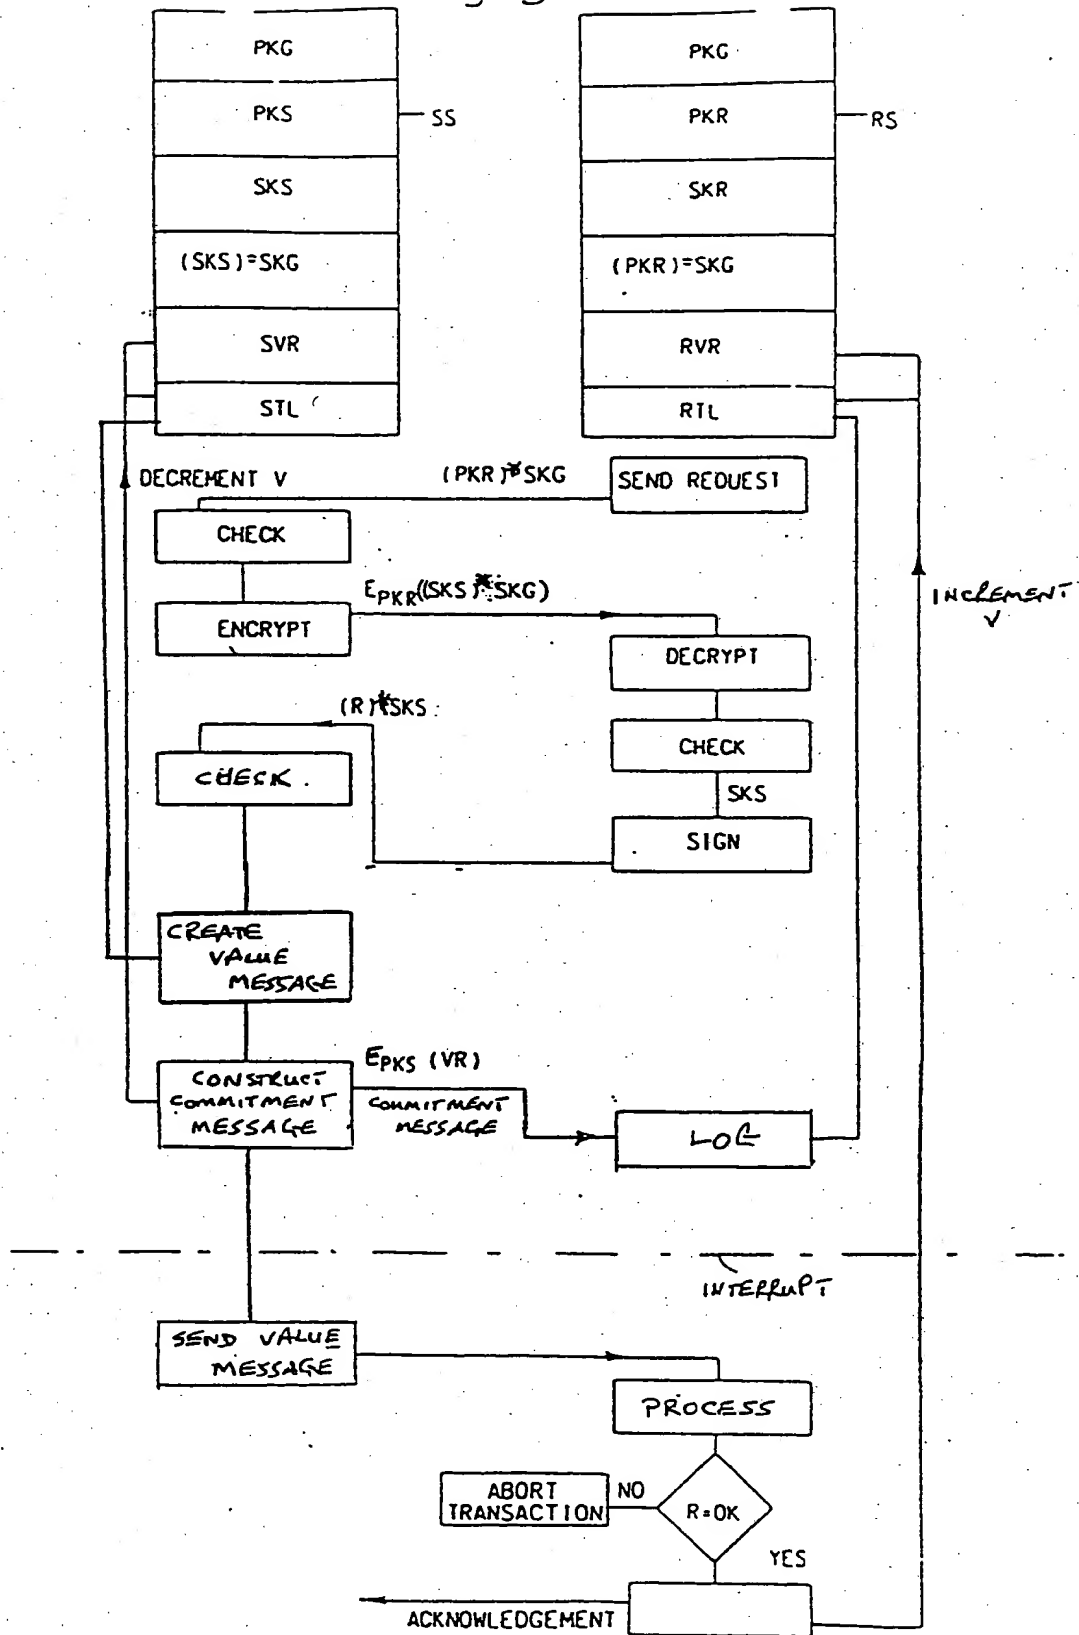 PKG
PKS
SS
SKS
(SKS)=SKG
SVR
STL
PKG
PKR
RS
SKR
(PKR)=SKG
RVR
RTL
DECREMENT V
(PKR)*SKG
SEND REQUEST
CHECK
EPKR((SKS)*SKG)
ENCRYPT
DECRYPT
INCREMENT
V
(R)*SKS
CHECK
CHECK.
SKS
SIGN
CREATE
VALUE
MESSAGE
EPKS (VR)
CONSTRUCT
COMMITMENT
MESSAGE
COMMITMENT
MESSAGE
LOG
INTERRUPT
SEND VALUE
MESSAGE
PROCESS
ABORT
TRANSACTION
NO
R=OK
YES
ACKNOWLEDGEMENT